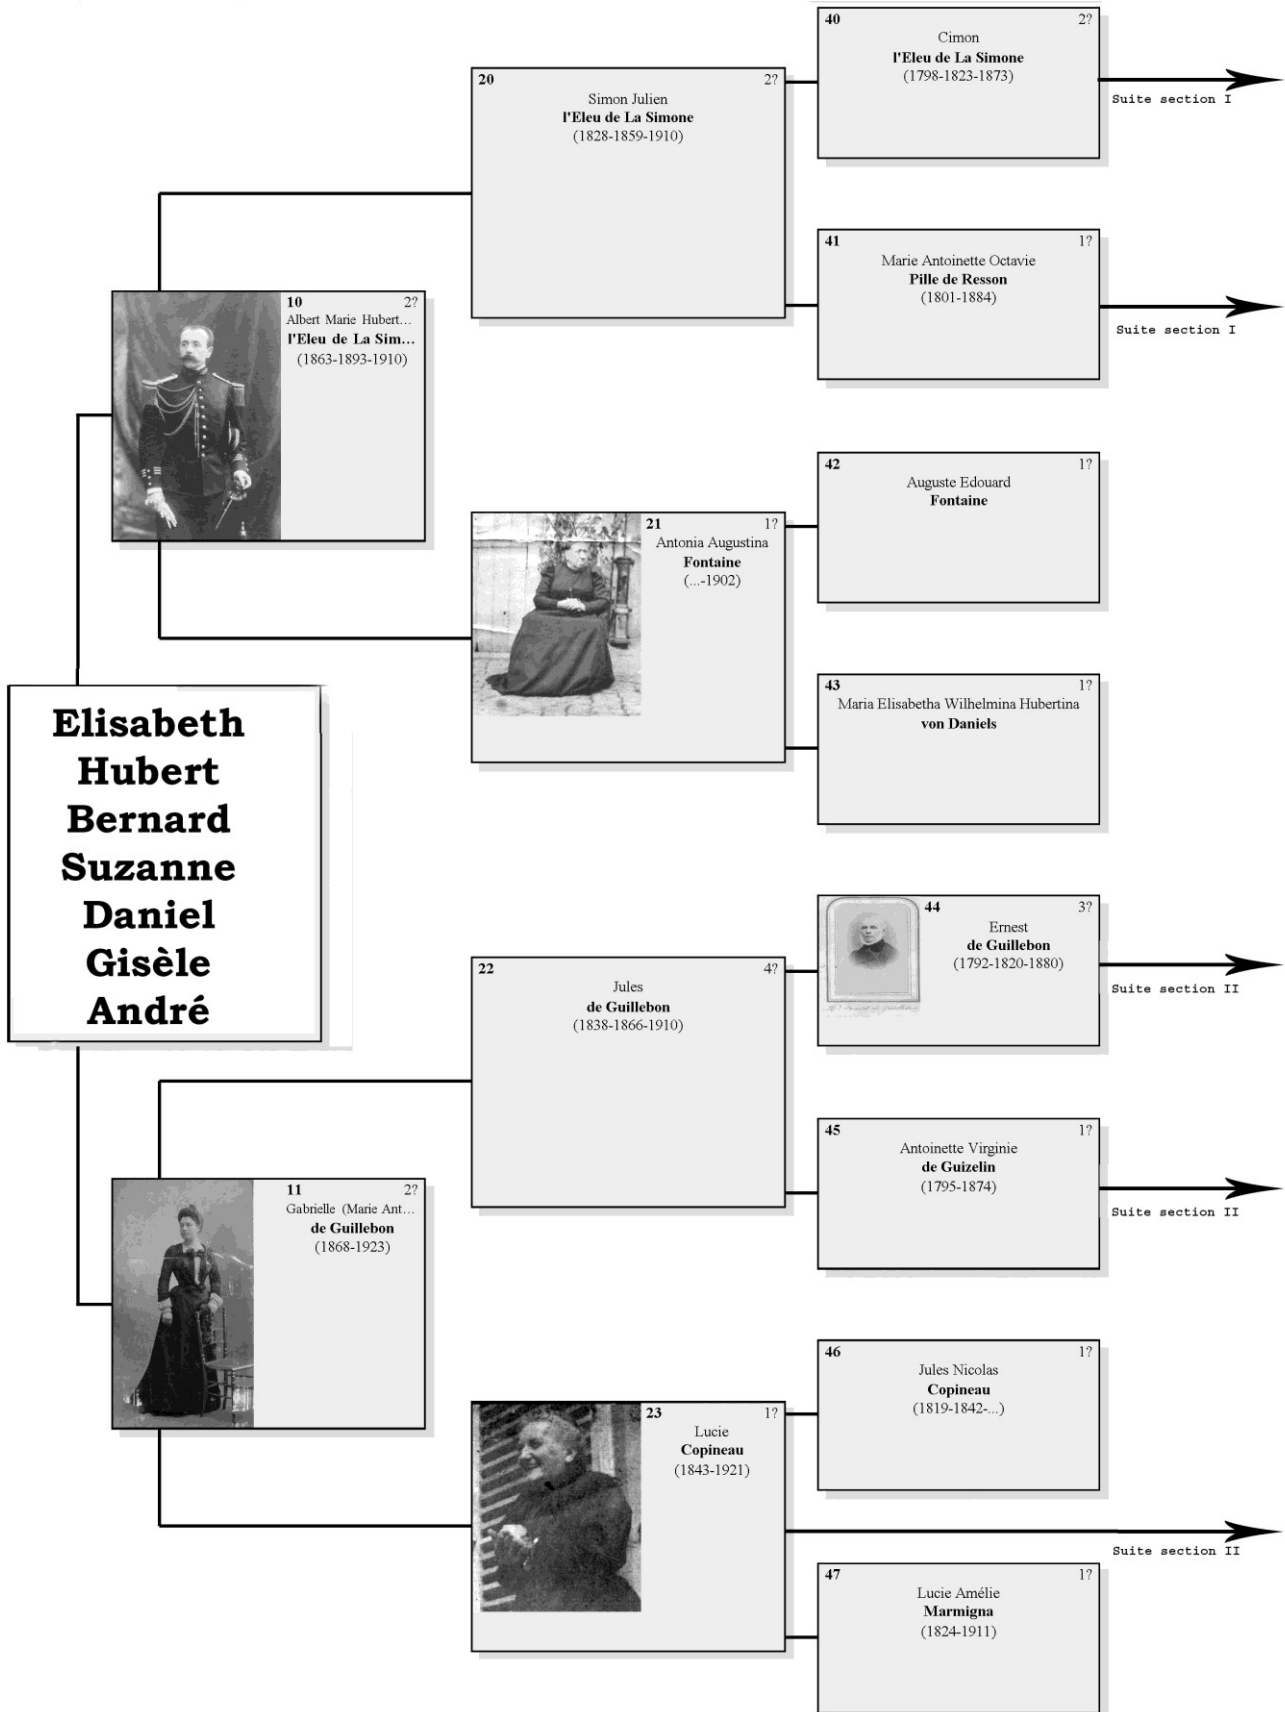 40 2?
Cimon
l'Eleu de La Simone
(1798-1823-1873)
Suite section I
20 2?
Simon Julien
l'Eleu de La Simone
(1828-1859-1910)
41 1?
Marie Antoinette Octavie
Pille de Resson
(1801-1884)
Suite section I
10 2?
Albert Marie Hubert...
l'Eleu de La Sim...
(1863-1893-1910)
42 1?
Auguste Edouard
Fontaine
21 1?
Antonia Augustina
Fontaine
(...-1902)
43 1?
Maria Elisabetha Wilhelmina Hubertina
von Daniels
Elisabeth
Hubert
Bernard
Suzanne
Daniel
Gisèle
André
44 3?
Ernest
de Guillebon
(1792-1820-1880)
Suite section II
22 4?
Jules
de Guillebon
(1838-1866-1910)
45 1?
Antoinette Virginie
de Guizelin
(1795-1874)
Suite section II
11 2?
Gabrielle (Marie Ant...
de Guillebon
(1868-1923)
46 1?
Jules Nicolas
Copineau
(1819-1842-...)
23 1?
Lucie
Copineau
(1843-1921)
Suite section II
47 1?
Lucie Amélie
Marmigna
(1824-1911)